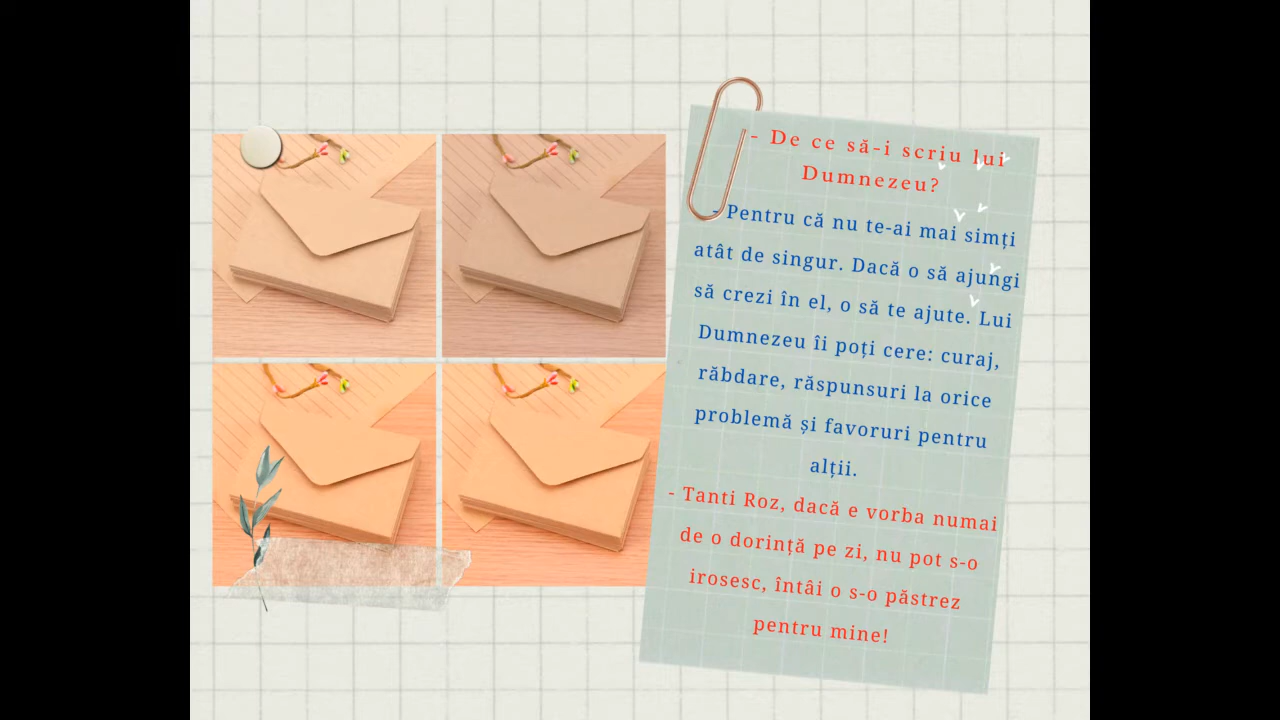 - De ce să-i scriu lui
Dumnezeu?
- Pentru că nu te-ai mai simți
atât de singur. Dacă o să ajungi
să crezi în el, o să te ajute. Lui
Dumnezeu îi poți cere: curaj,
răbdare, răspunsuri la orice
problemă și favoruri pentru
alții.
- Tanti Roz, dacă e vorba numai
de o dorință pe zi, nu pot s-o
irosesc, întâi o s-o păstrez
pentru mine!